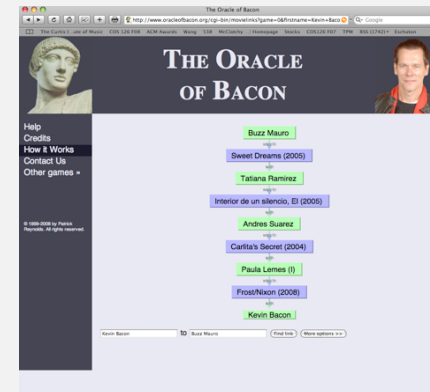 The Oracle of Bacon
http://www.oracleofbacon.org/cgi-bin/movielinks?game=0&firstname=Kevin+Baco
Google
THE ORACLE
OF BACON
Help
Credits
How it Works
Contact Us
Other games »
© 1999-2008 by Patrick
Reynolds. All rights reserved.
Buzz Mauro
Sweet Dreams (2005)
Tatiana Ramirez
Interior de un silencio, El (2005)
Andres Suarez
Carlita's Secret (2004)
Paula Lemes (I)
Frost/Nixon (2008)
Kevin Bacon
Kevin Bacon to Buzz Mauro Find link More options >>